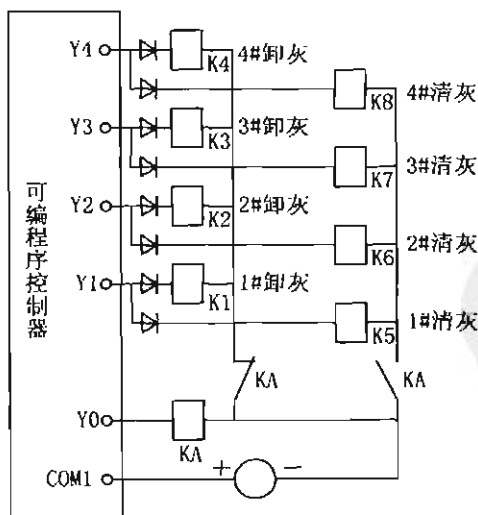 Y4 K4 4#卸灰
K8 4#清灰
Y3 K3 3#卸灰
K7 3#清灰
Y2 K2 2#卸灰
K6 2#清灰
Y1 K1 1#卸灰
K5 1#清灰
可编程序控制器
KA KA
Y0 KA
COM1 + −